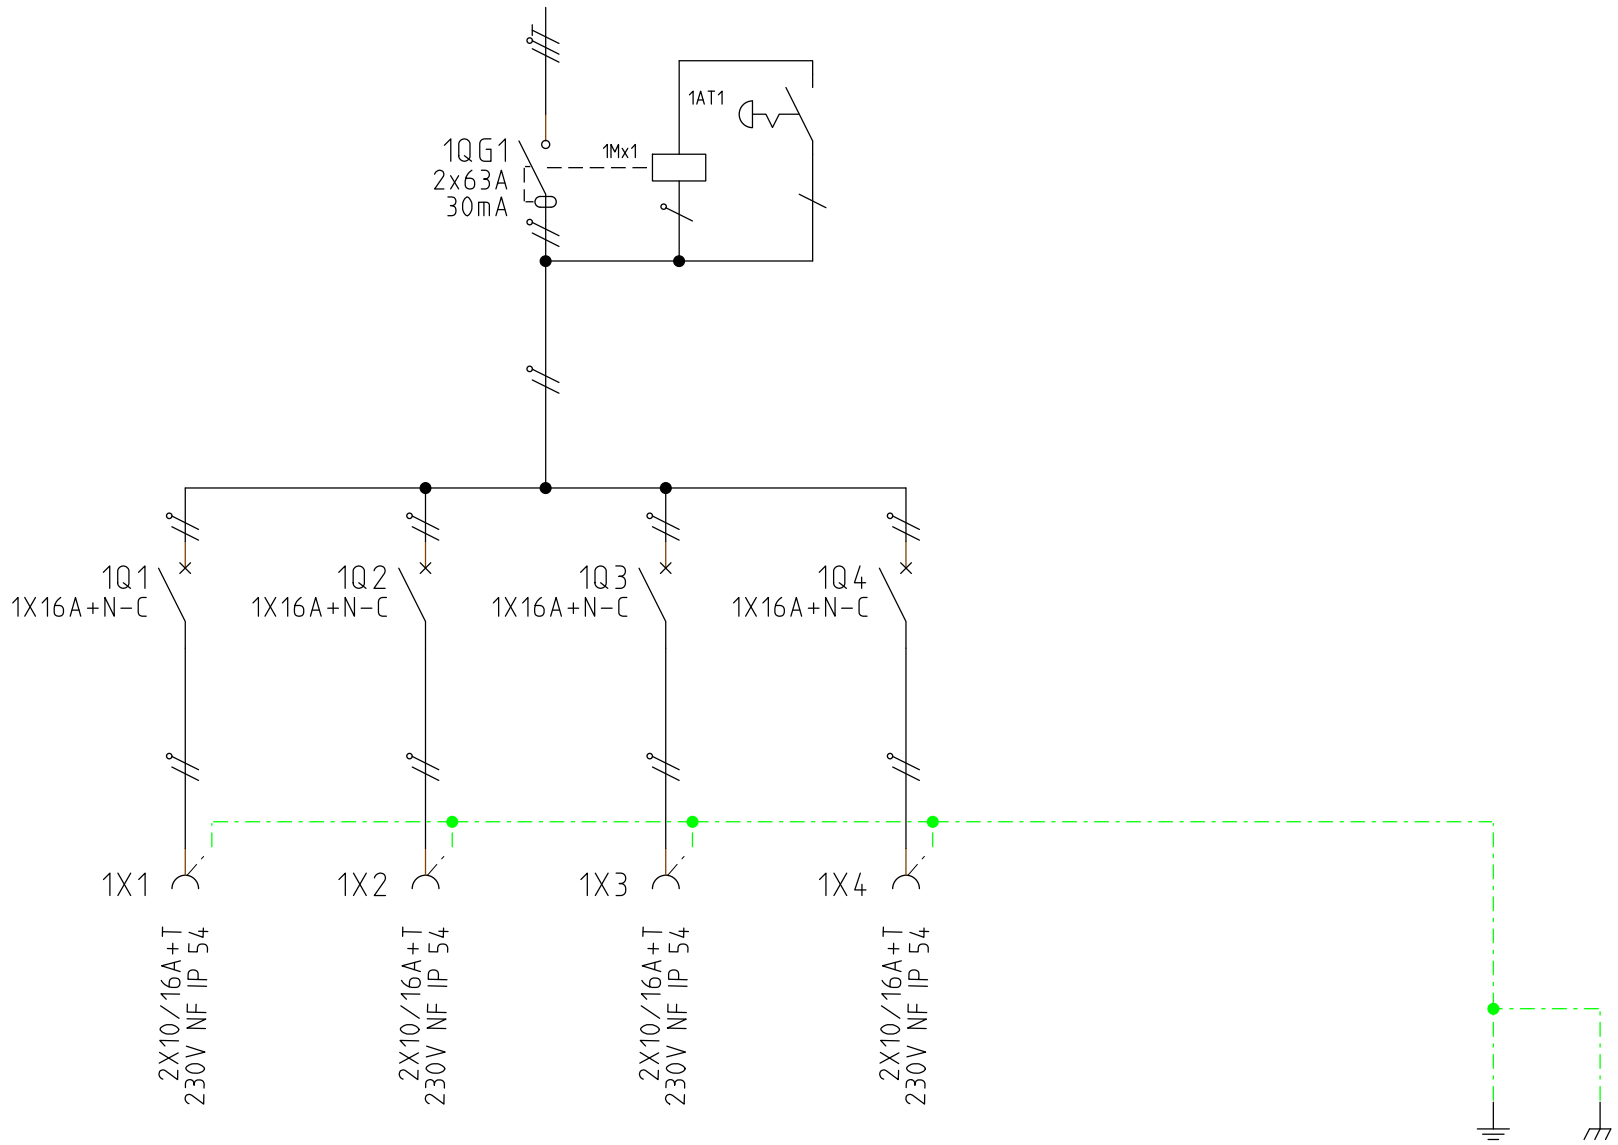 1AT1
1QG1
2x63A
30mA
1Mx1
1Q1
1X16A+N-C
1Q2
1X16A+N-C
1Q3
1X16A+N-C
1Q4
1X16A+N-C
1X1
1X2
1X3
1X4
2X10/16A+T
230V NF IP 54
2X10/16A+T
230V NF IP 54
2X10/16A+T
230V NF IP 54
2X10/16A+T
230V NF IP 54